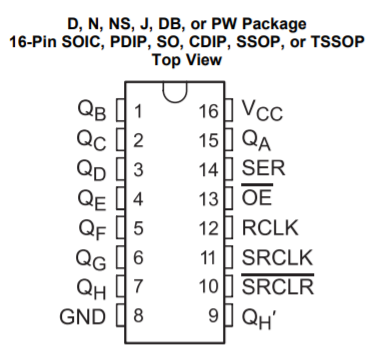 D, N, NS, J, DB, or PW Package
16-Pin SOIC, PDIP, SO, CDIP, SSOP, or TSSOP
Top View
QB 1 16 VCC
QC 2 15 QA
QD 3 14 SER
QE 4 13 OE
QF 5 12 RCLK
QG 6 11 SRCLK
QH 7 10 SRCLR
GND 8 9 QH'